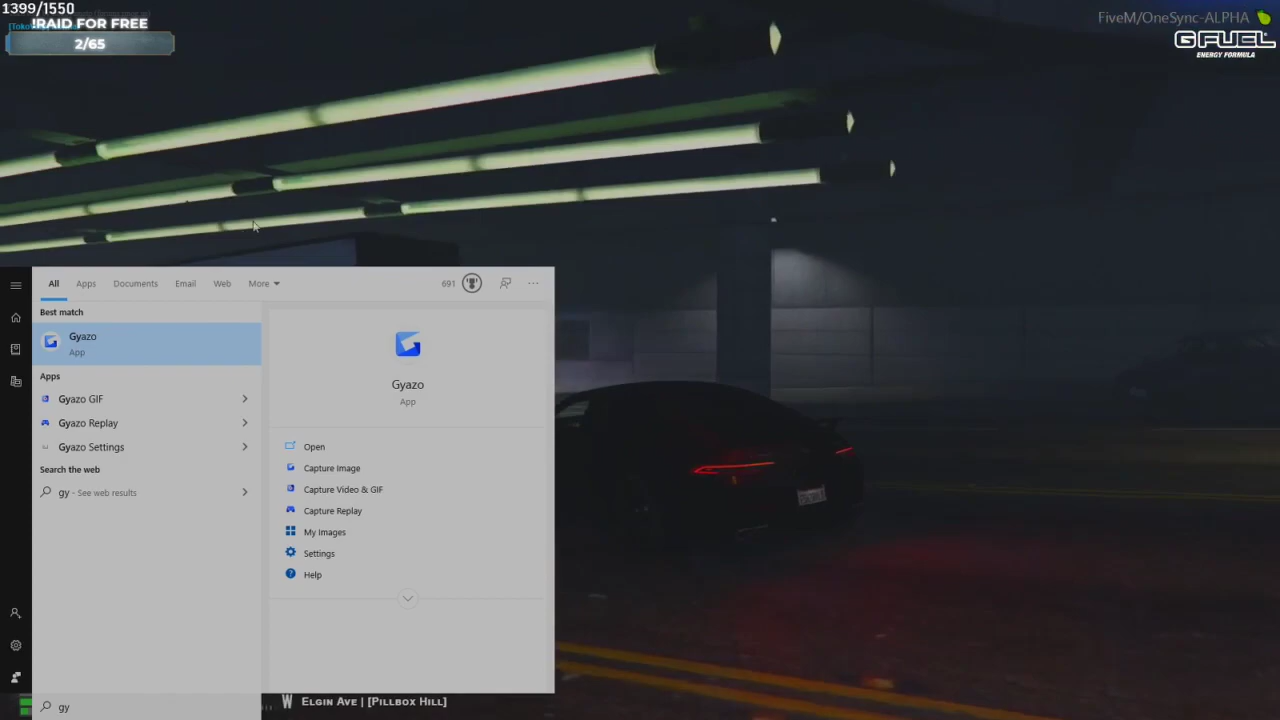 1399/1550
!RAID FOR FREE
2/65
FiveM/OneSync-ALPHA
G FUEL
ENERGY FORMULA
All
Apps
Documents
Email
Web
More
691
Best match
Gyazo
App
Apps
Gyazo GIF
Gyazo Replay
Gyazo Settings
Search the web
gy - See web results
Gyazo
App
Open
Capture Image
Capture Video & GIF
Capture Replay
My Images
Settings
Help
gy
W
Elgin Ave | [Pillbox Hill]